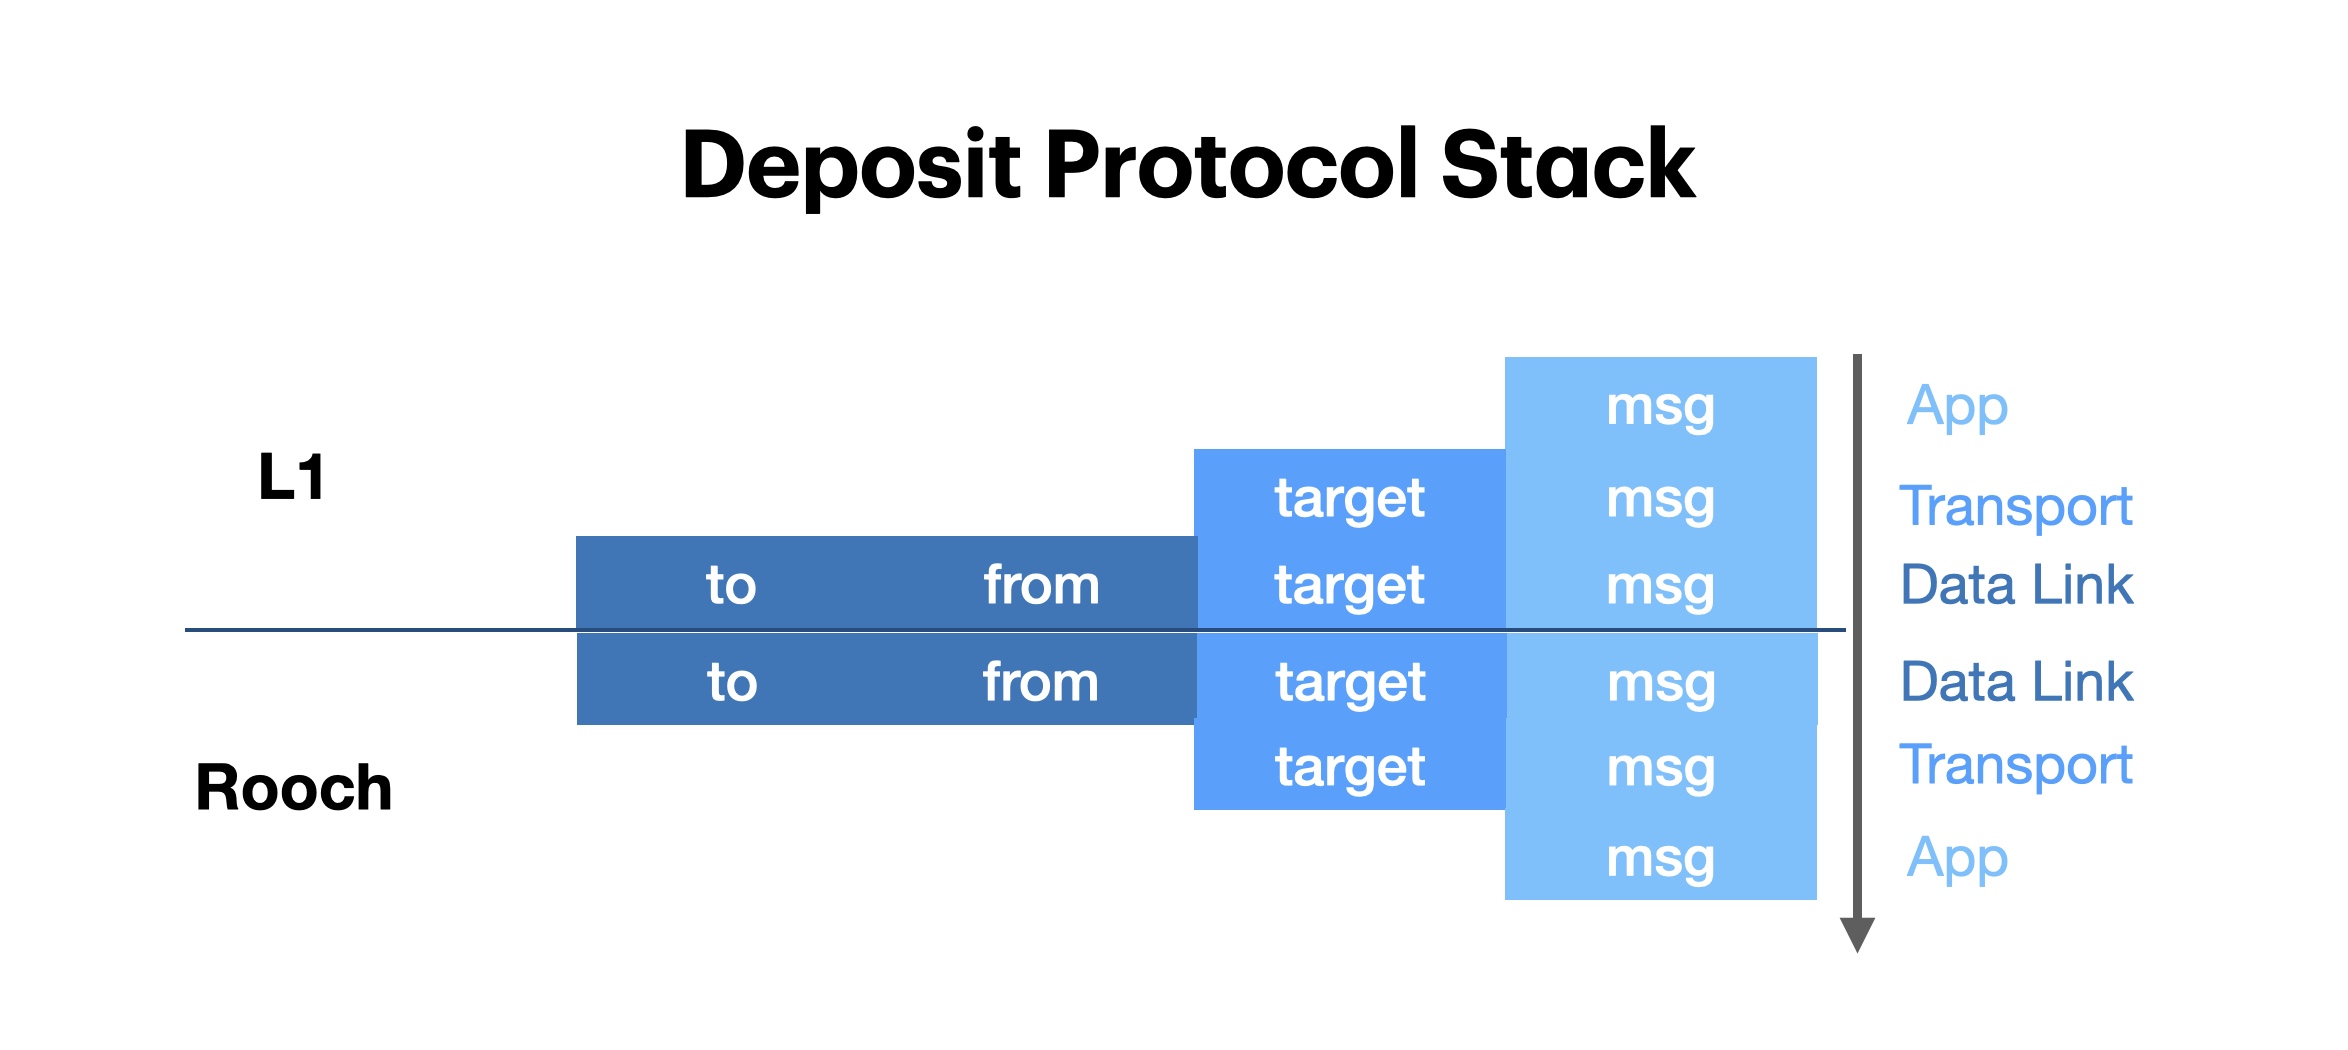 Deposit Protocol Stack
msg App
L1
target msg Transport
to from target msg Data Link
to from target msg Data Link
target msg Transport
Rooch
msg App